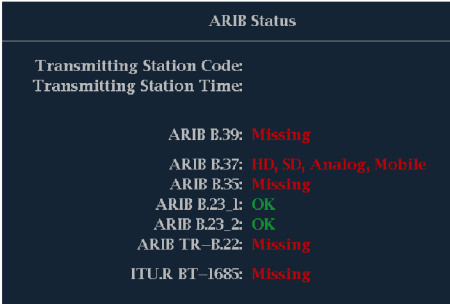 ARIB Status
Transmitting Station Code:
Transmitting Station Time:
ARIB B.39: Missing
ARIB B.37: HD, SD, Analog, Mobile
ARIB B.35: Missing
ARIB B.23_1: OK
ARIB B.23_2: OK
ARIB TR-B.22: Missing
ITU.R BT-1685: Missing